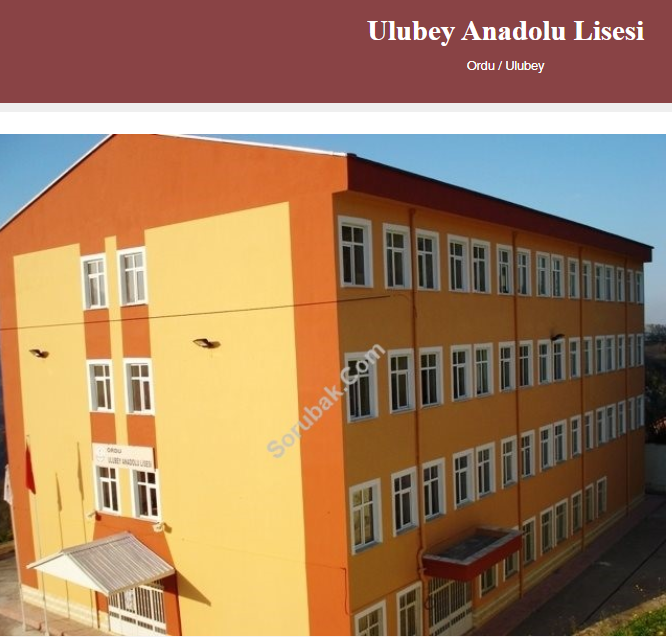 Ulubey Anadolu Lisesi
Ordu / Ulubey
Sorubak.Com
ORDU
ULUBEY ANADOLU LİSESİ